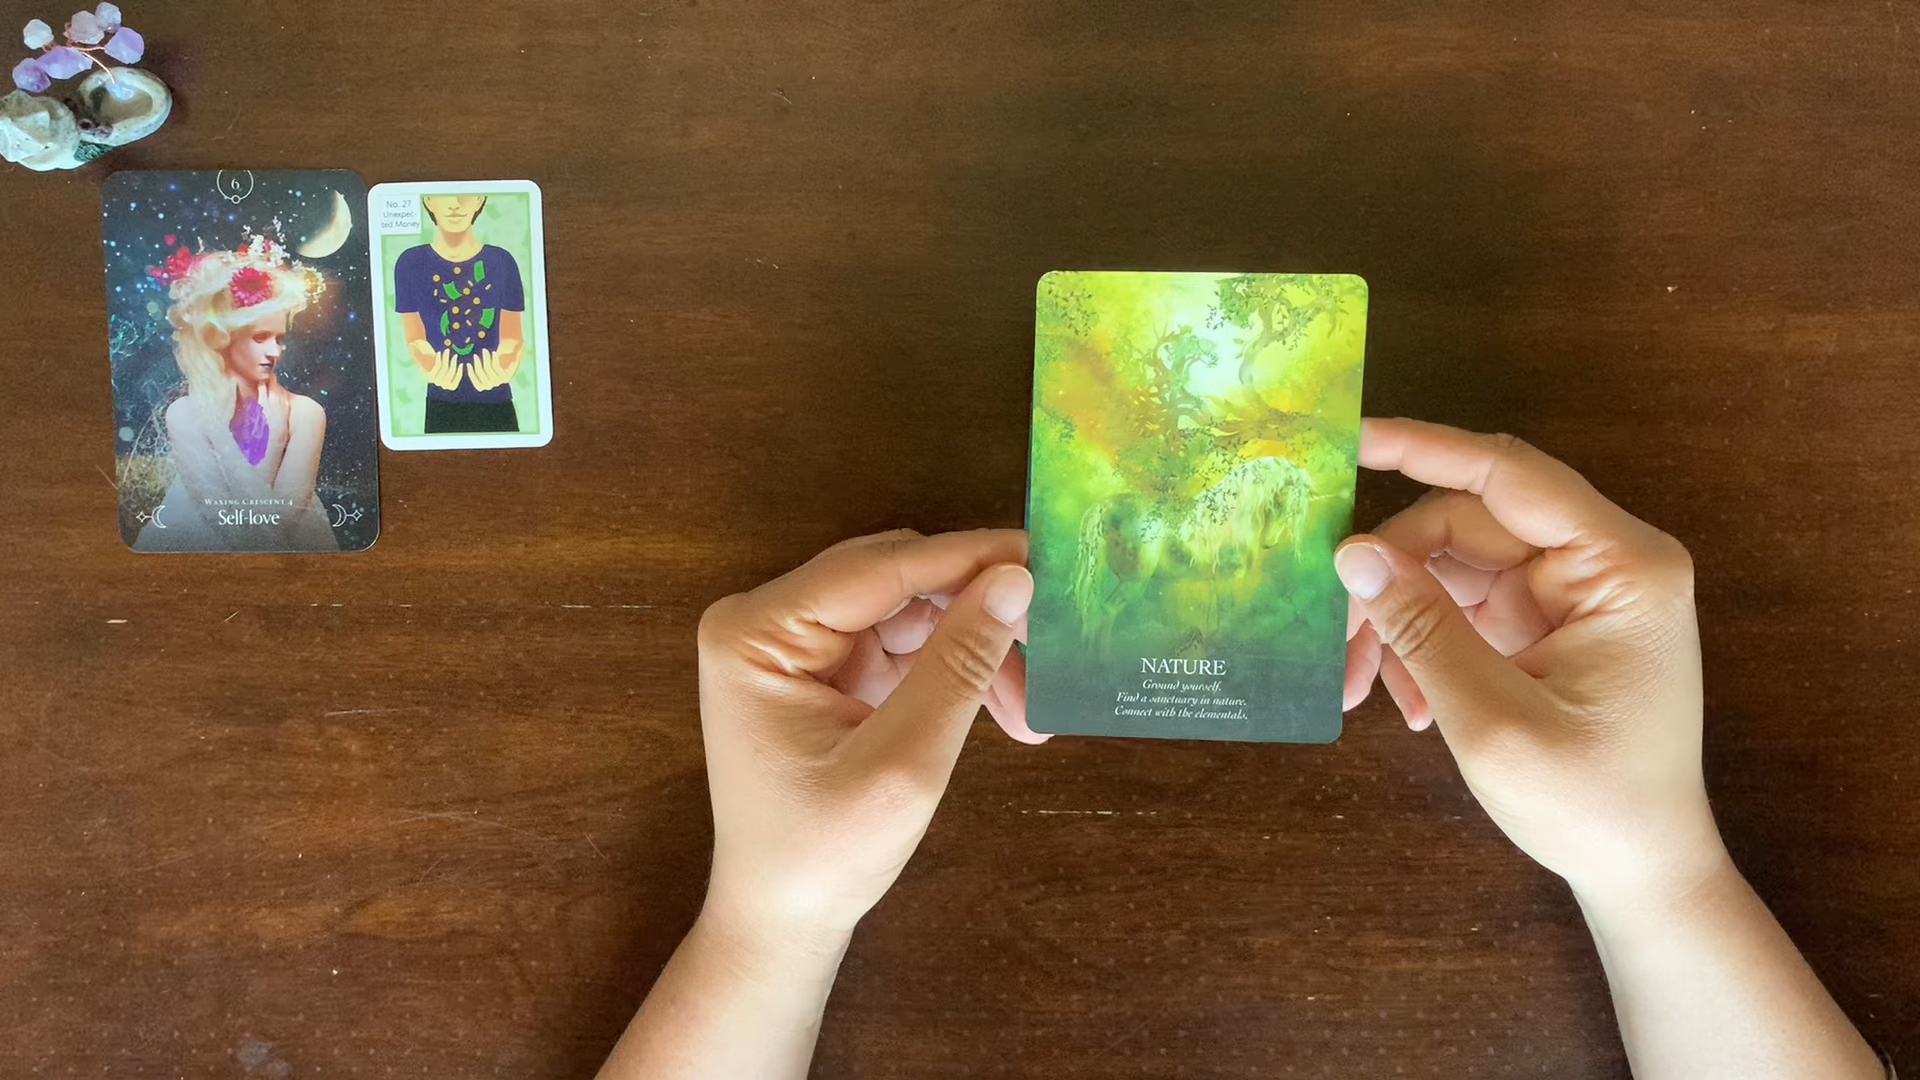 6
WAXING CRESCENT 4
Self-love
No. 27
Unexpec-
ted Money
NATURE
Ground yourself.
Find a sanctuary in nature.
Connect with the elementals.